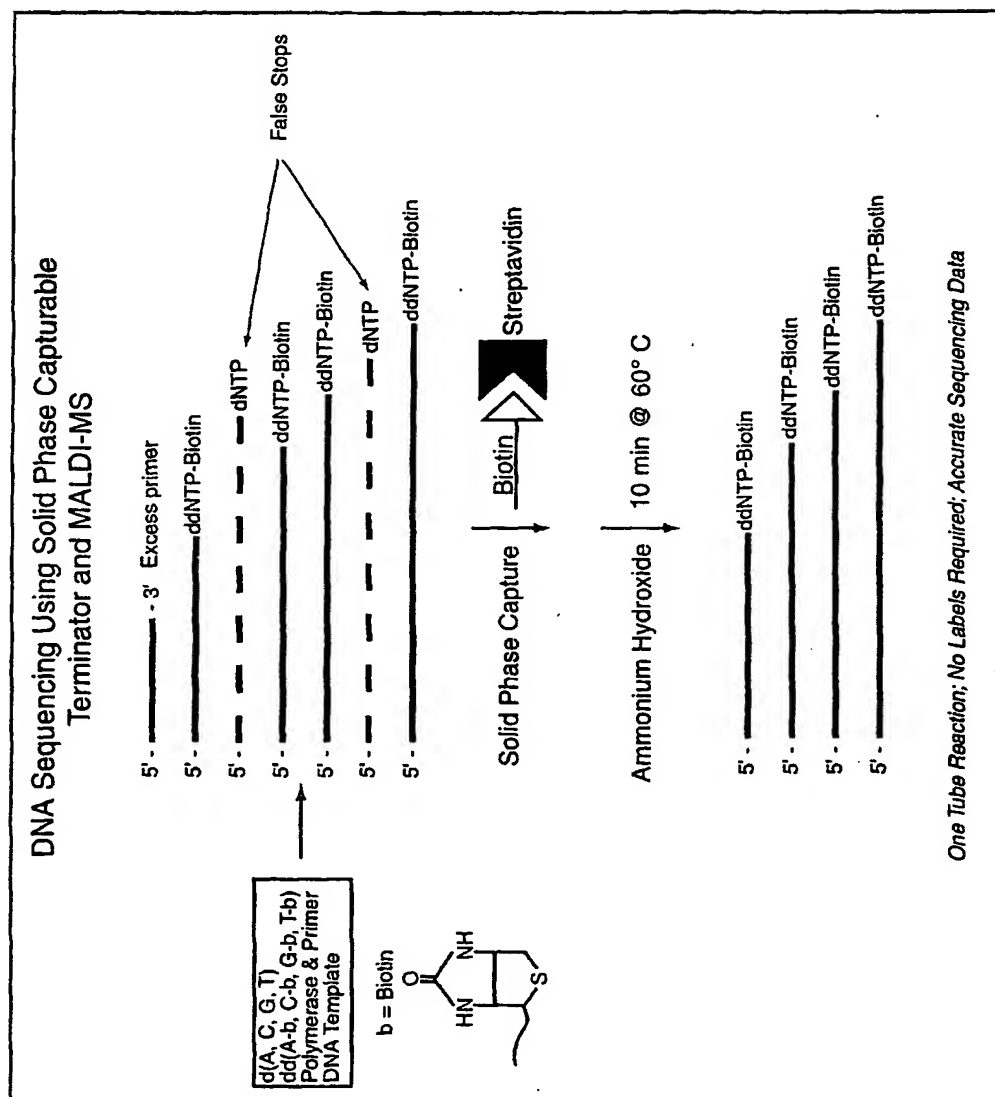 DNA Sequencing Using Solid Phase Capturable
Terminator and MALDI-MS
d(A, C, G, T)
dd(A-b, C-b, G-b, T-b)
Polymerase & Primer
DNA Template
b = Biotin
O
HN
NH
S
5' - - 3' Excess primer
5' - ddNTP-Biotin
5' - dNTP
5' - ddNTP-Biotin
5' - ddNTP-Biotin
5' - dNTP
5' - ddNTP-Biotin
False Stops
Solid Phase Capture
Biotin
Streptavidin
Ammonium Hydroxide
10 min @ 60° C
5' - ddNTP-Biotin
5' - ddNTP-Biotin
5' - ddNTP-Biotin
5' - ddNTP-Biotin
One Tube Reaction; No Labels Required; Accurate Sequencing Data